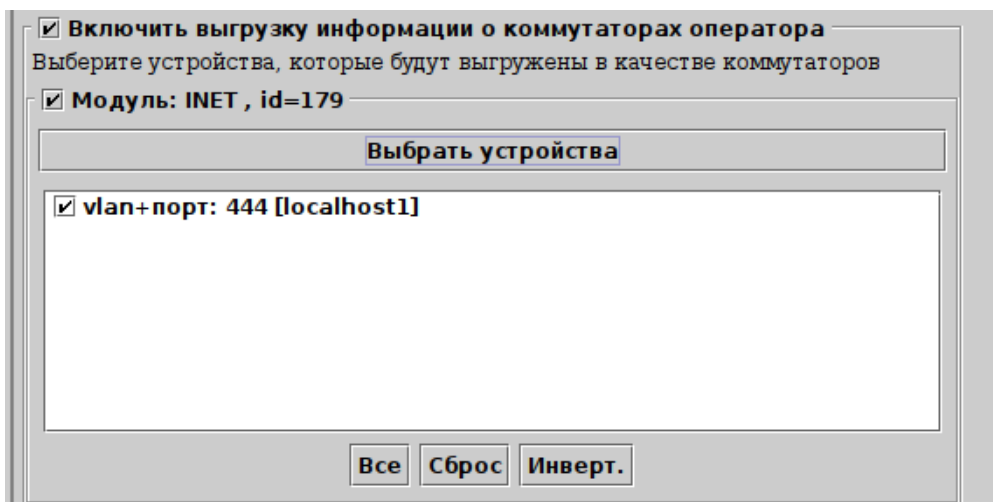 Включить выгрузку информации о коммутаторах оператора
Выберите устройства, которые будут выгружены в качестве коммутаторов
Модуль: INET , id=179
Выбрать устройства
vlan+порт: 444 [localhost1]
Все Сброс Инверт.